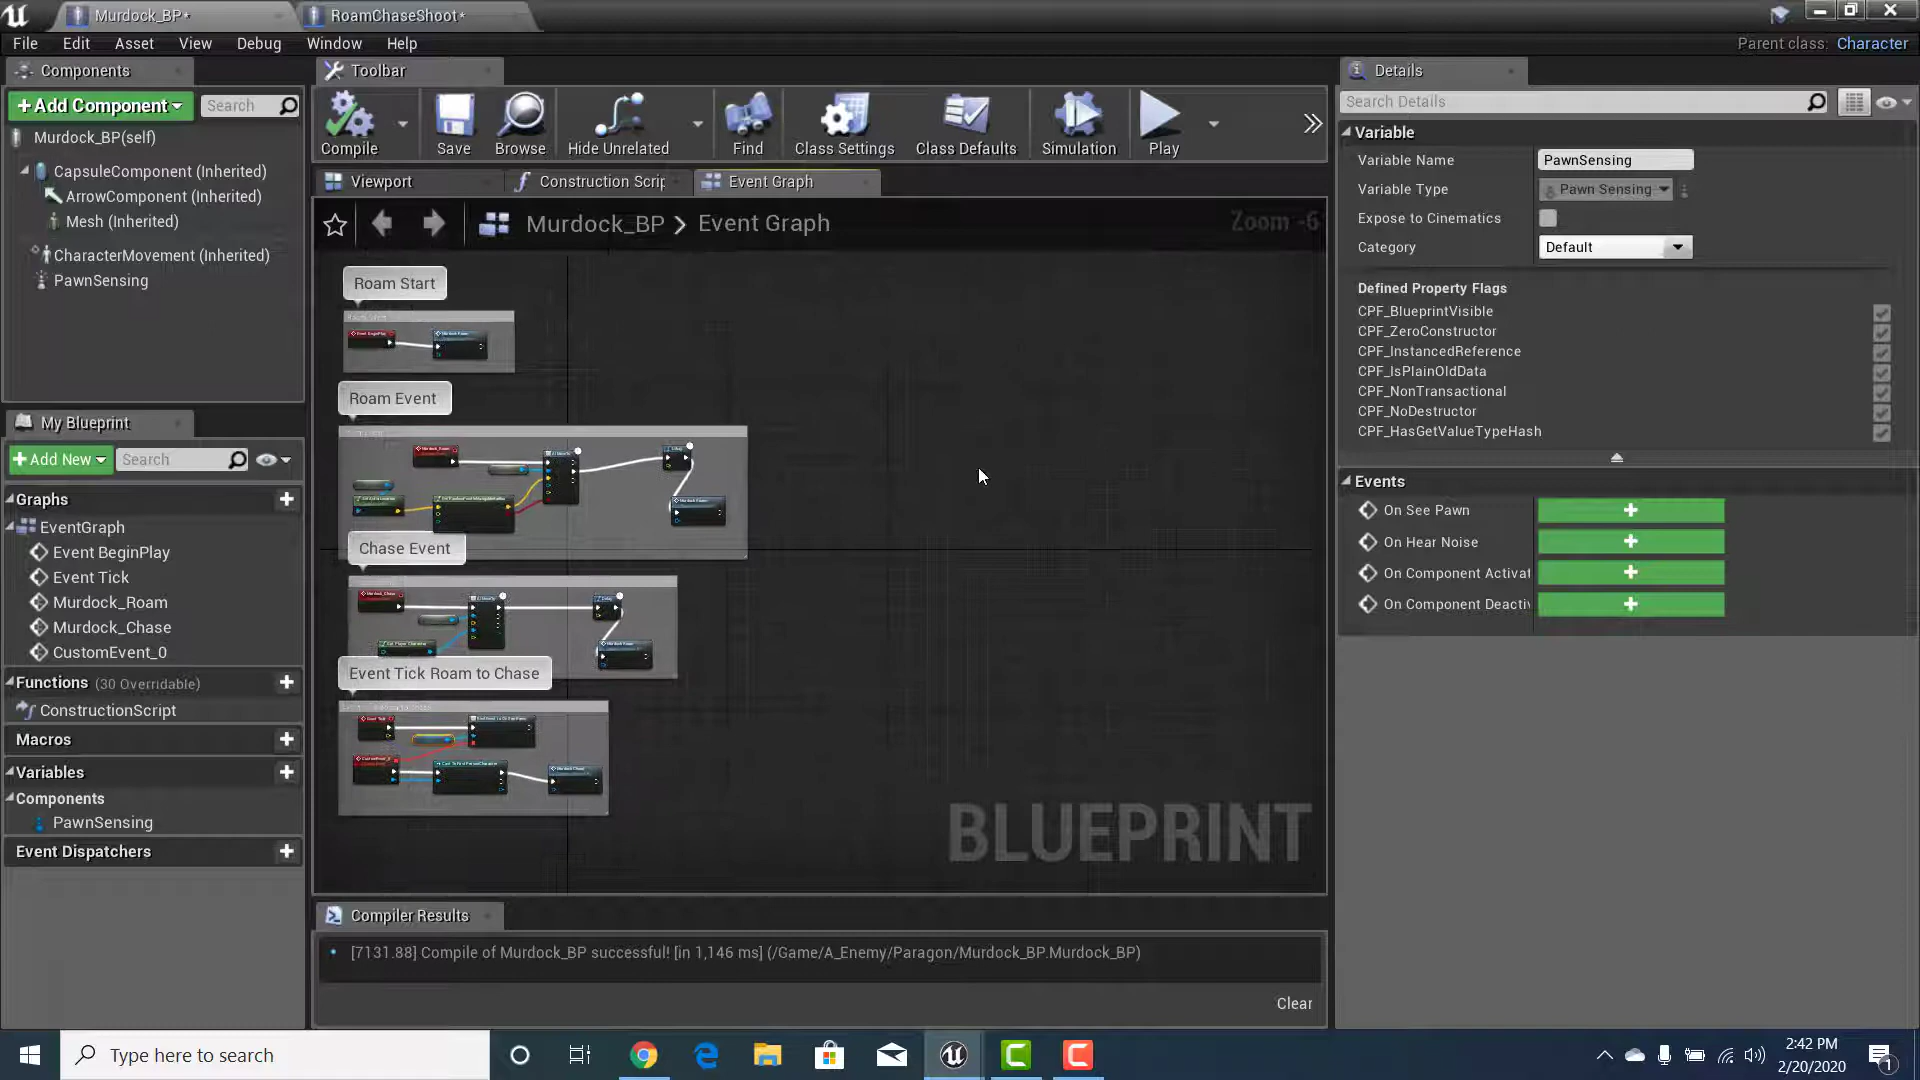 Murdock_BP*
RoamChaseShoot*
File Edit Asset View Debug Window Help
Parent class: Character
Components
Toolbar
Details
+Add Component
Search
Search Details
Murdock_BP(self)
CapsuleComponent (Inherited)
ArrowComponent (Inherited)
Mesh (Inherited)
CharacterMovement (Inherited)
PawnSensing
Compile
Save
Browse
Hide Unrelated
Find
Class Settings
Class Defaults
Simulation
Play
Viewport
Construction Scrip
Event Graph
Murdock_BP > Event Graph
Zoom -6
Variable
Variable Name PawnSensing
Variable Type Pawn Sensing
Expose to Cinematics
Category Default
Defined Property Flags
CPF_BlueprintVisible
CPF_ZeroConstructor
CPF_InstancedReference
CPF_IsPlainOldData
CPF_NonTransactional
CPF_NoDestructor
CPF_HasGetValueTypeHash
Events
On See Pawn
On Hear Noise
On Component Activat
On Component Deactiv
Roam Start
Event BeginPlay
Murdock Roam
Roam Event
Chase Event
Event Tick Roam to Chase
BLUEPRINT
My Blueprint
+Add New
Search
Graphs
EventGraph
Event BeginPlay
Event Tick
Murdock_Roam
Murdock_Chase
CustomEvent_0
Functions (30 Overridable)
ConstructionScript
Macros
Variables
Components
PawnSensing
Event Dispatchers
Compiler Results
[7131.88] Compile of Murdock_BP successful! [in 1,146 ms] (/Game/A_Enemy/Paragon/Murdock_BP.Murdock_BP)
Clear
Type here to search
2:42 PM
2/20/2020
1